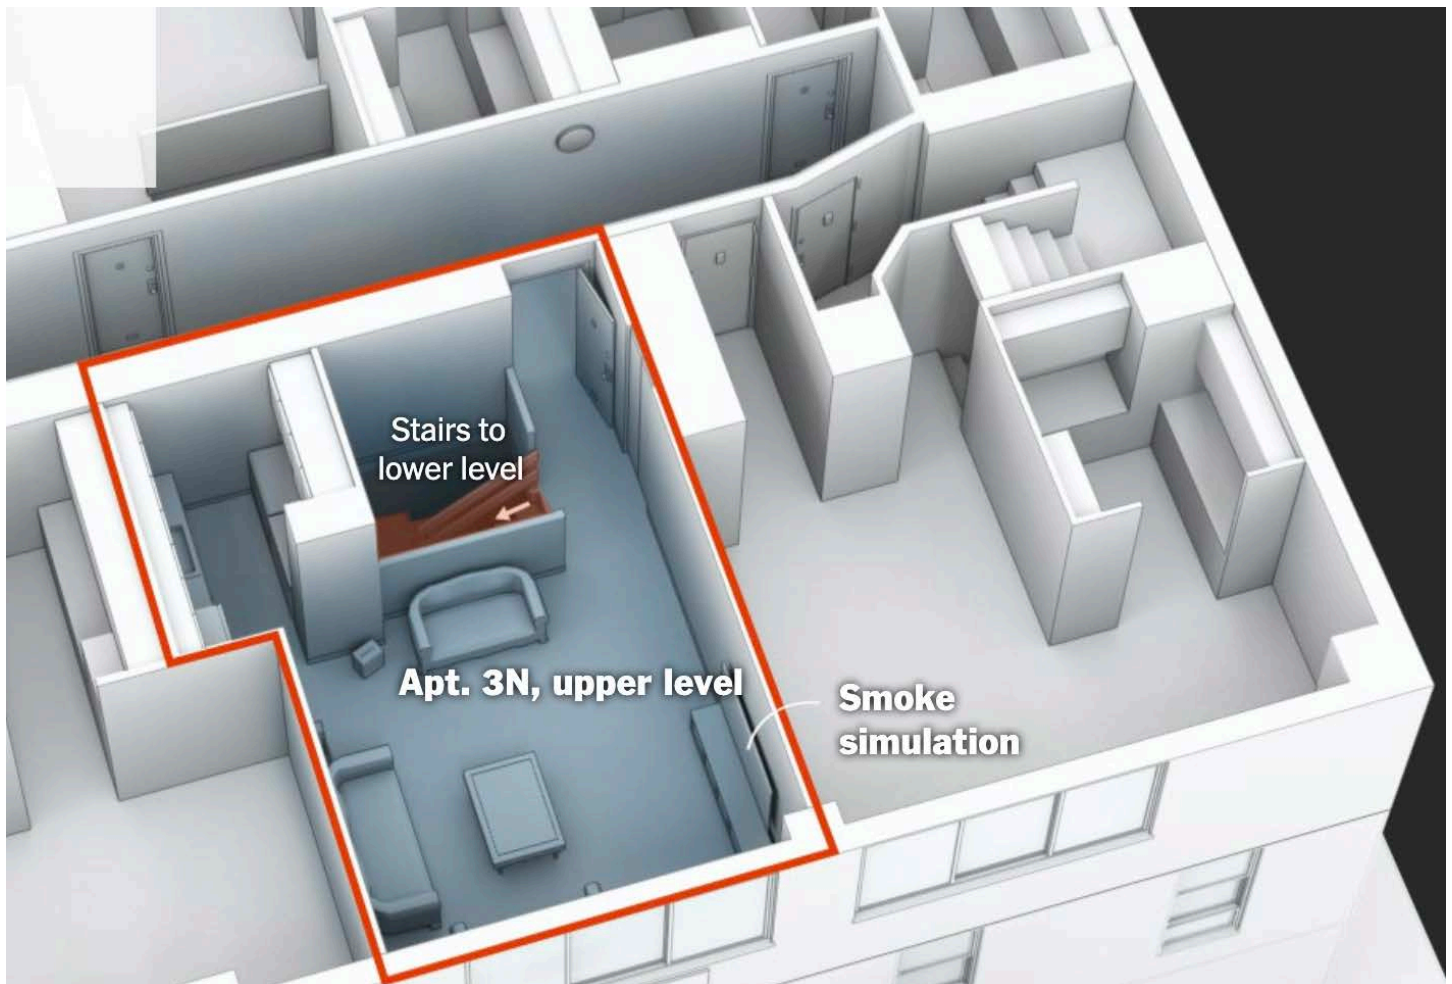 Stairs to
lower level
Apt. 3N, upper level
Smoke
simulation